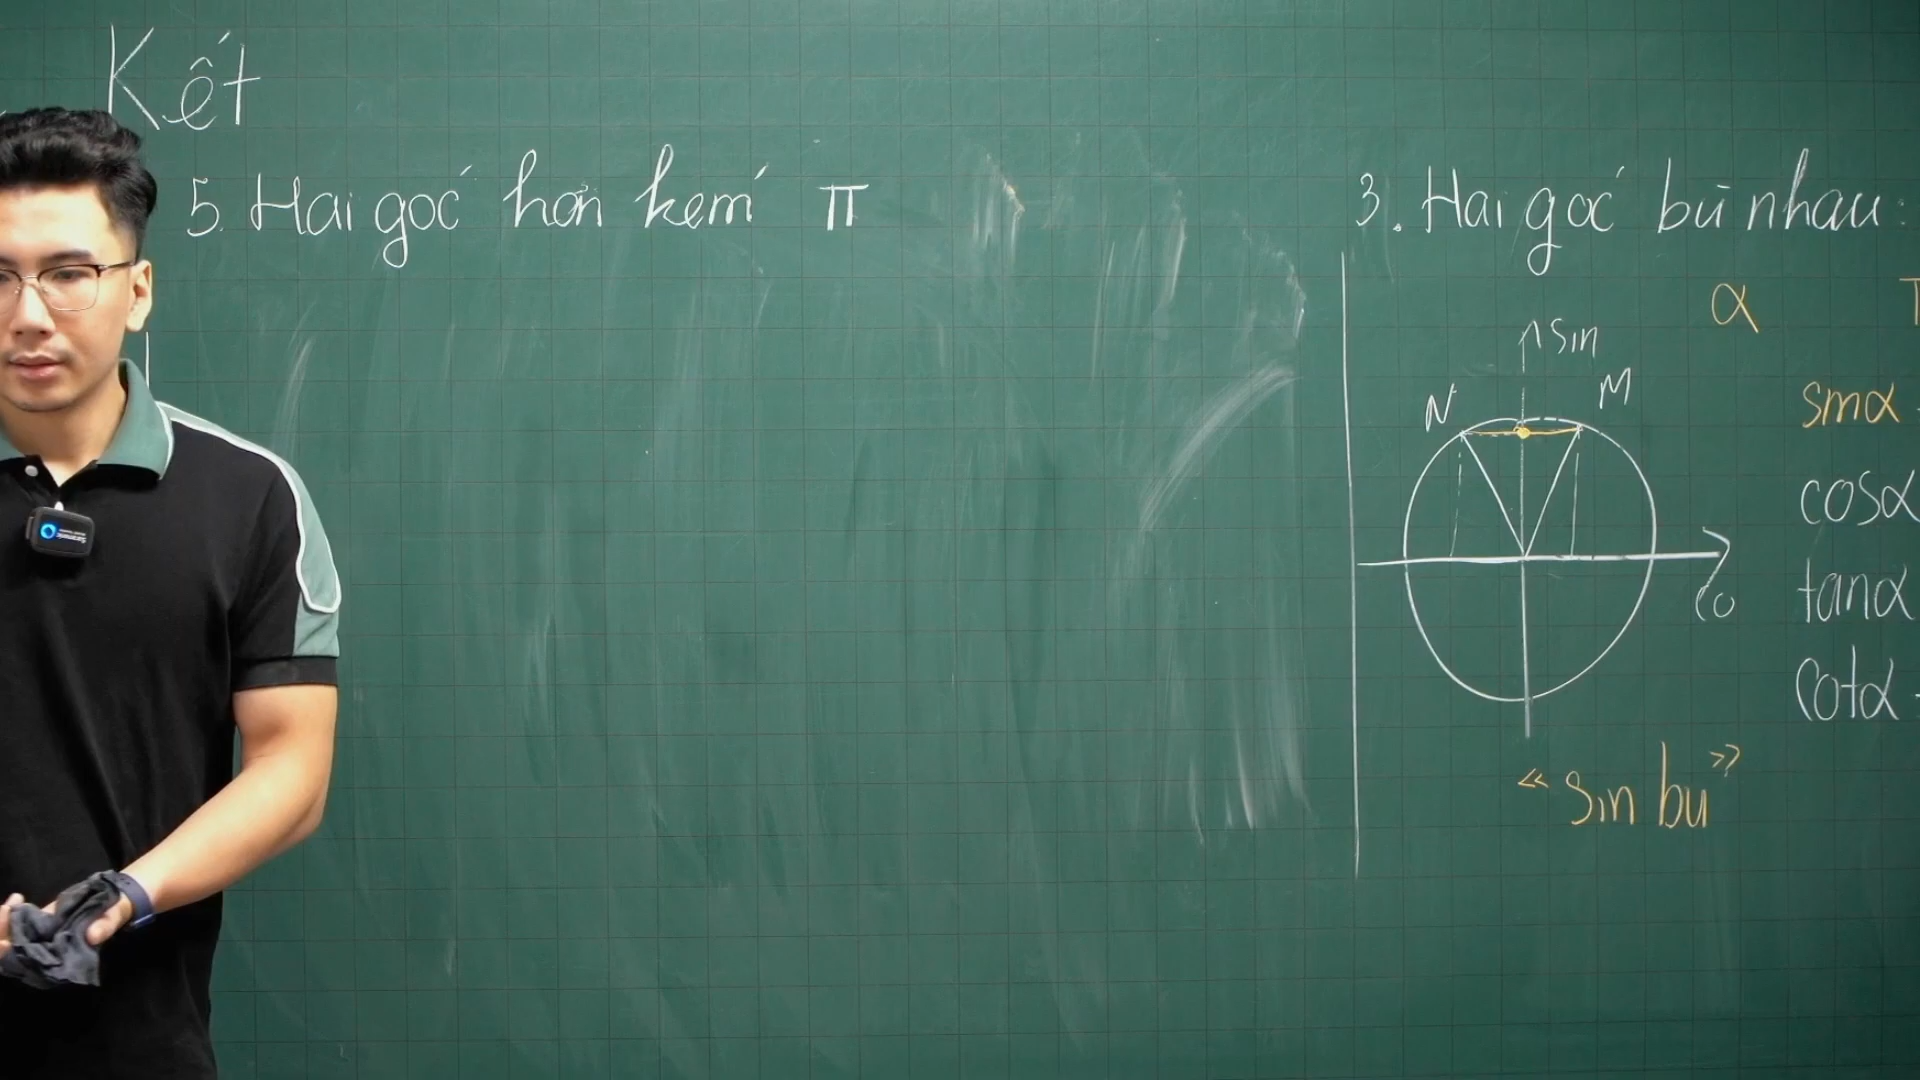 Kết
5. Hai góc hơn kém π
3. Hai góc bù nhau:
α
sin
M
N
sinα
cosα
tanα
cotα
"sin bù"